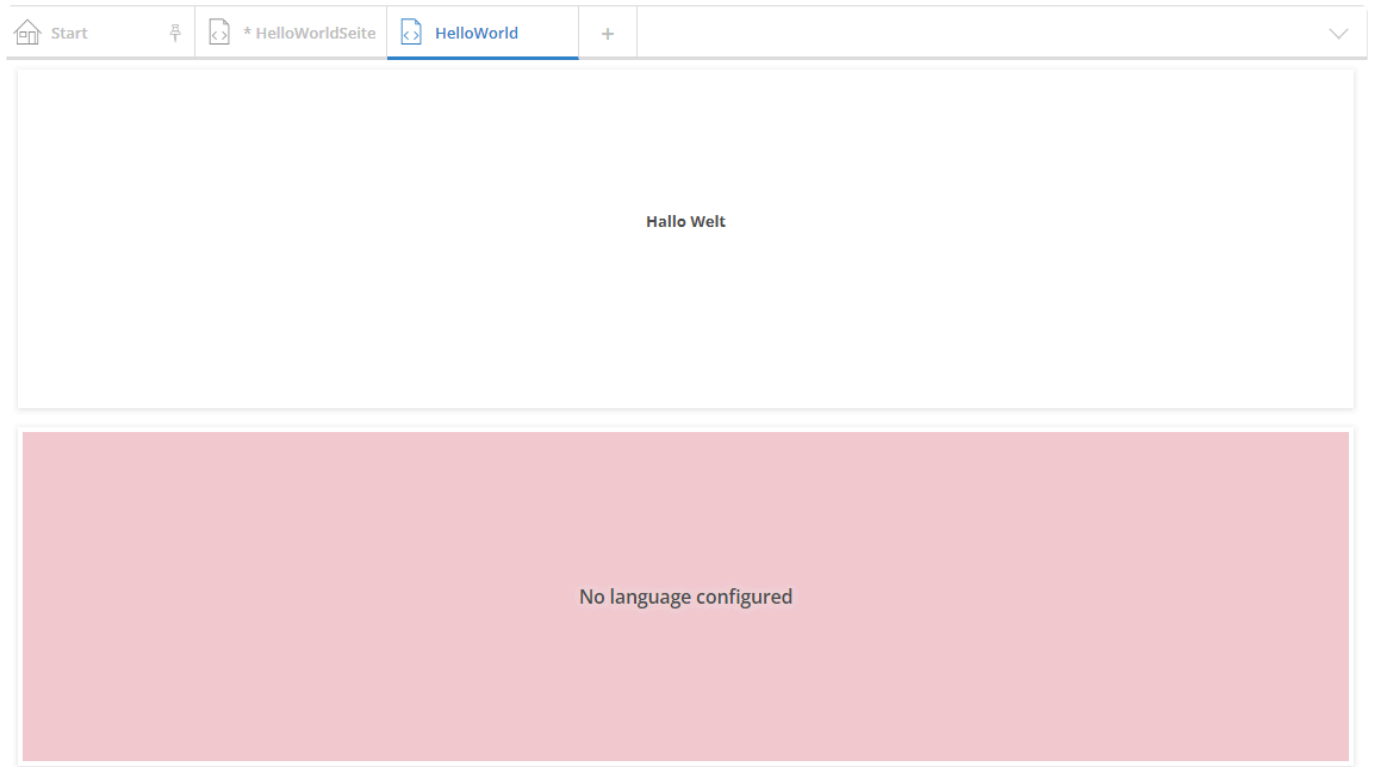 Start
* HelloWorldSeite
HelloWorld
+
Hallo Welt
No language configured